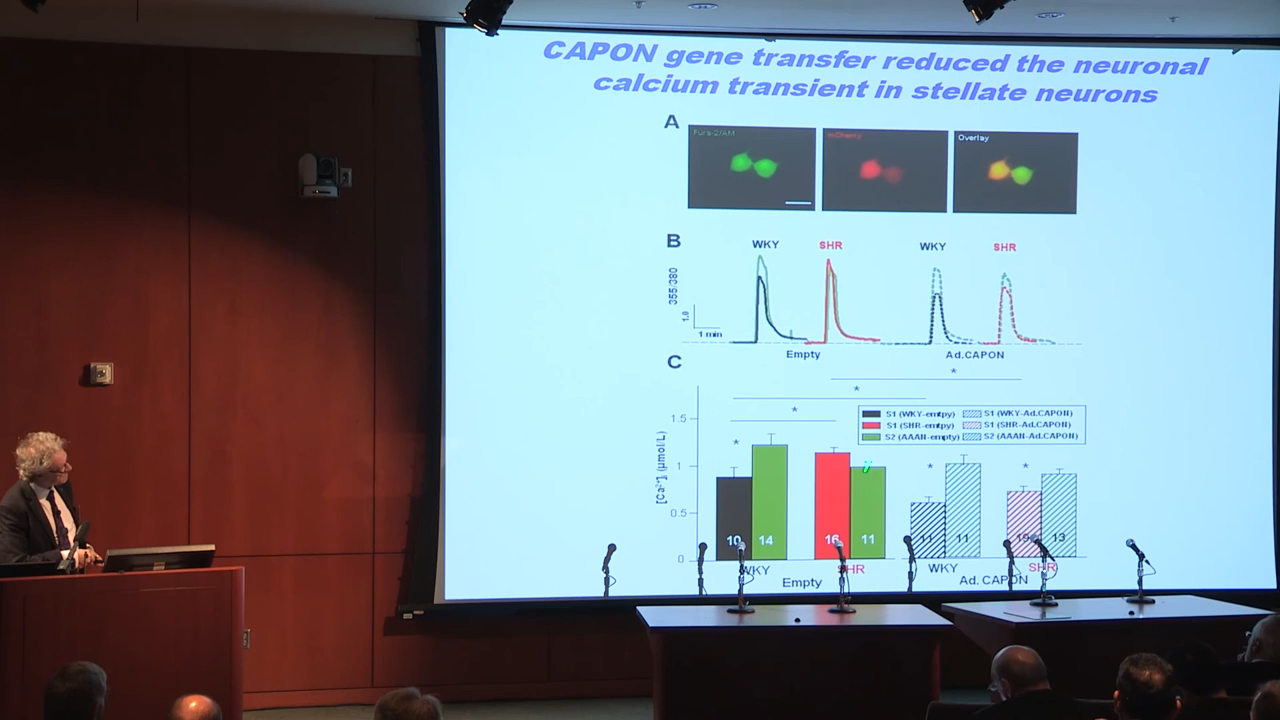 CAPON gene transfer reduced the neuronal
calcium transient in stellate neurons
A
Fura-2/AM
mCherry
Overlay
B
WKY SHR WKY SHR
355/380
1.0
1 min
Empty Ad.CAPON
C
* * * *
S1 (WKY-emtpy) S1 (WKY-Ad.CAPON)
S1 (SHR-empty) S1 (SHR-Ad.CAPON)
S2 (AAAN-empty) S2 (AAAN-Ad.CAPON)
* *
[Ca²⁺] (µmol/L)
1.5
1
0.5
0
10 14 16 11 11 11 19 13
WKY SHR WKY SHR
Empty Ad. CAPON